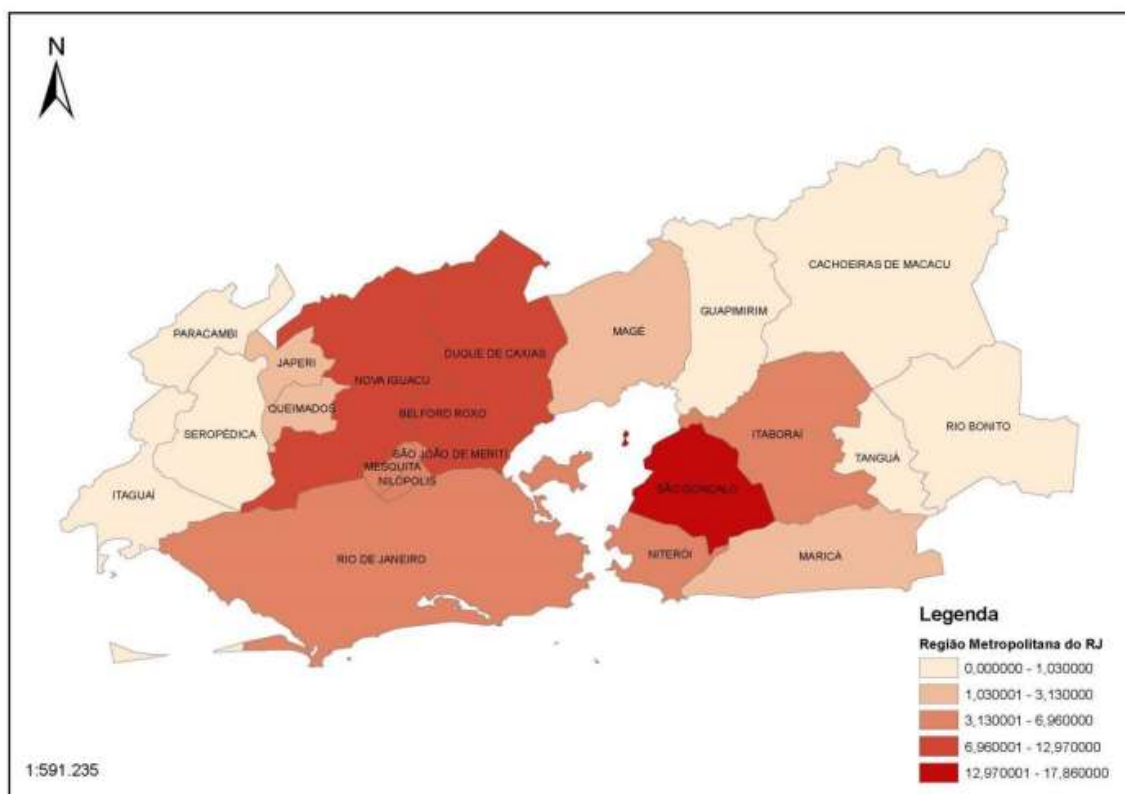 N
CACHOEIRAS DE MACACU
GUAPIMIRIM
PARACAMBI
MAGÉ
DUQUE DE CAXIAS
JAPERI
NOVA IGUACU
QUEIMADOS
BELFORD ROXO
RIO BONITO
SEROPÉDICA
ITABORAÍ
SÃO JOÃO DE MERITI
TANGUÁ
MESQUITA
NILÓPOLIS
SÃO GONÇALO
ITAGUAÍ
RIO DE JANEIRO
NITERÓI
MARICÁ
Legenda
Região Metropolitana do RJ
0,000000 - 1,030000
1,030001 - 3,130000
3,130001 - 6,960000
6,960001 - 12,970000
12,970001 - 17,860000
1:591.235